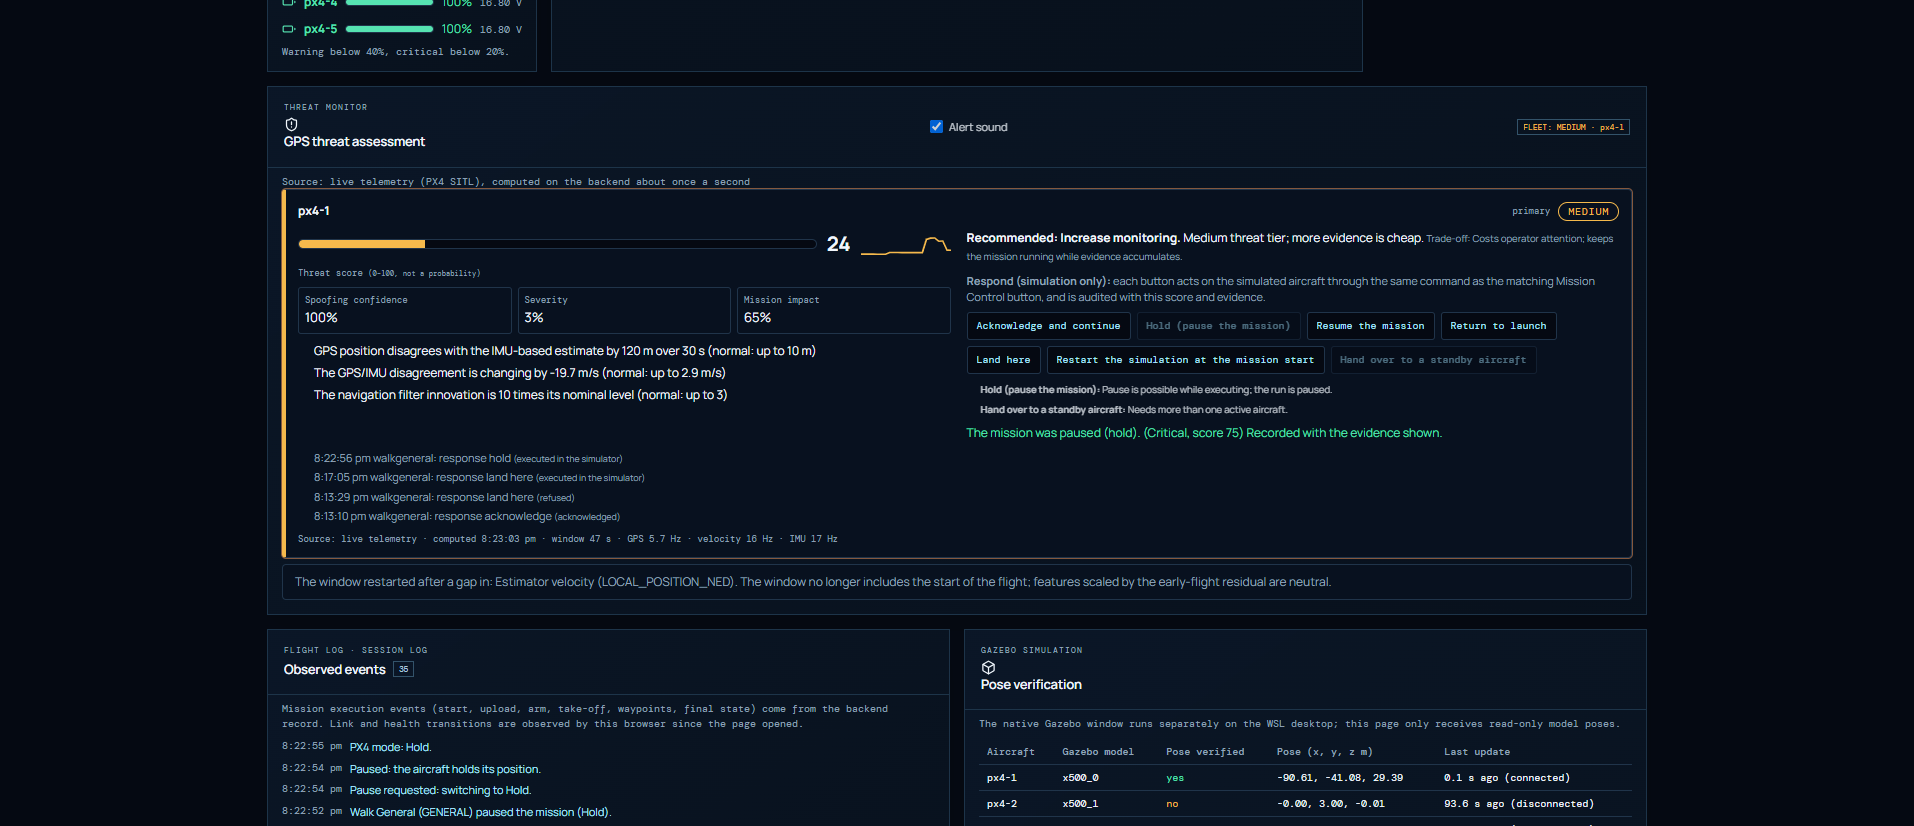 px4-4 100% 16.80 V
px4-5 100% 16.80 V
Warning below 40%, critical below 20%.
THREAT MONITOR
GPS threat assessment
Alert sound
FLEET: MEDIUM · px4-1
Source: live telemetry (PX4 SITL), computed on the backend about once a second
px4-1
primary MEDIUM
24
Threat score (0-100, not a probability)
Spoofing confidence
100%
Severity
3%
Mission impact
65%
GPS position disagrees with the IMU-based estimate by 120 m over 30 s (normal: up to 10 m)
The GPS/IMU disagreement is changing by -19.7 m/s (normal: up to 2.9 m/s)
The navigation filter innovation is 10 times its nominal level (normal: up to 3)
Recommended: Increase monitoring. Medium threat tier; more evidence is cheap. Trade-off: Costs operator attention; keeps
the mission running while evidence accumulates.
Respond (simulation only): each button acts on the simulated aircraft through the same command as the matching Mission
Control button, and is audited with this score and evidence.
Acknowledge and continue
Hold (pause the mission)
Resume the mission
Return to launch
Land here
Restart the simulation at the mission start
Hand over to a standby aircraft
Hold (pause the mission): Pause is possible while executing; the run is paused.
Hand over to a standby aircraft: Needs more than one active aircraft.
The mission was paused (hold). (Critical, score 75) Recorded with the evidence shown.
8:22:56 pm walkgeneral: response hold (executed in the simulator)
8:17:05 pm walkgeneral: response land here (executed in the simulator)
8:13:29 pm walkgeneral: response land here (refused)
8:13:10 pm walkgeneral: response acknowledge (acknowledged)
Source: live telemetry · computed 8:23:03 pm · window 47 s · GPS 5.7 Hz · velocity 16 Hz · IMU 17 Hz
The window restarted after a gap in: Estimator velocity (LOCAL_POSITION_NED). The window no longer includes the start of the flight; features scaled by the early-flight residual are neutral.
FLIGHT LOG · SESSION LOG
Observed events 35
Mission execution events (start, upload, arm, take-off, waypoints, final state) come from the backend
record. Link and health transitions are observed by this browser since the page opened.
8:22:55 pm PX4 mode: Hold.
8:22:54 pm Paused: the aircraft holds its position.
8:22:54 pm Pause requested: switching to Hold.
8:22:52 pm Walk General (GENERAL) paused the mission (Hold).
GAZEBO SIMULATION
Pose verification
The native Gazebo window runs separately on the WSL desktop; this page only receives read-only model poses.
Aircraft Gazebo model Pose verified Pose (x, y, z m) Last update
px4-1 x500_0 yes -90.61, -41.08, 29.39 0.1 s ago (connected)
px4-2 x500_1 no -0.00, 3.00, -0.01 93.6 s ago (disconnected)